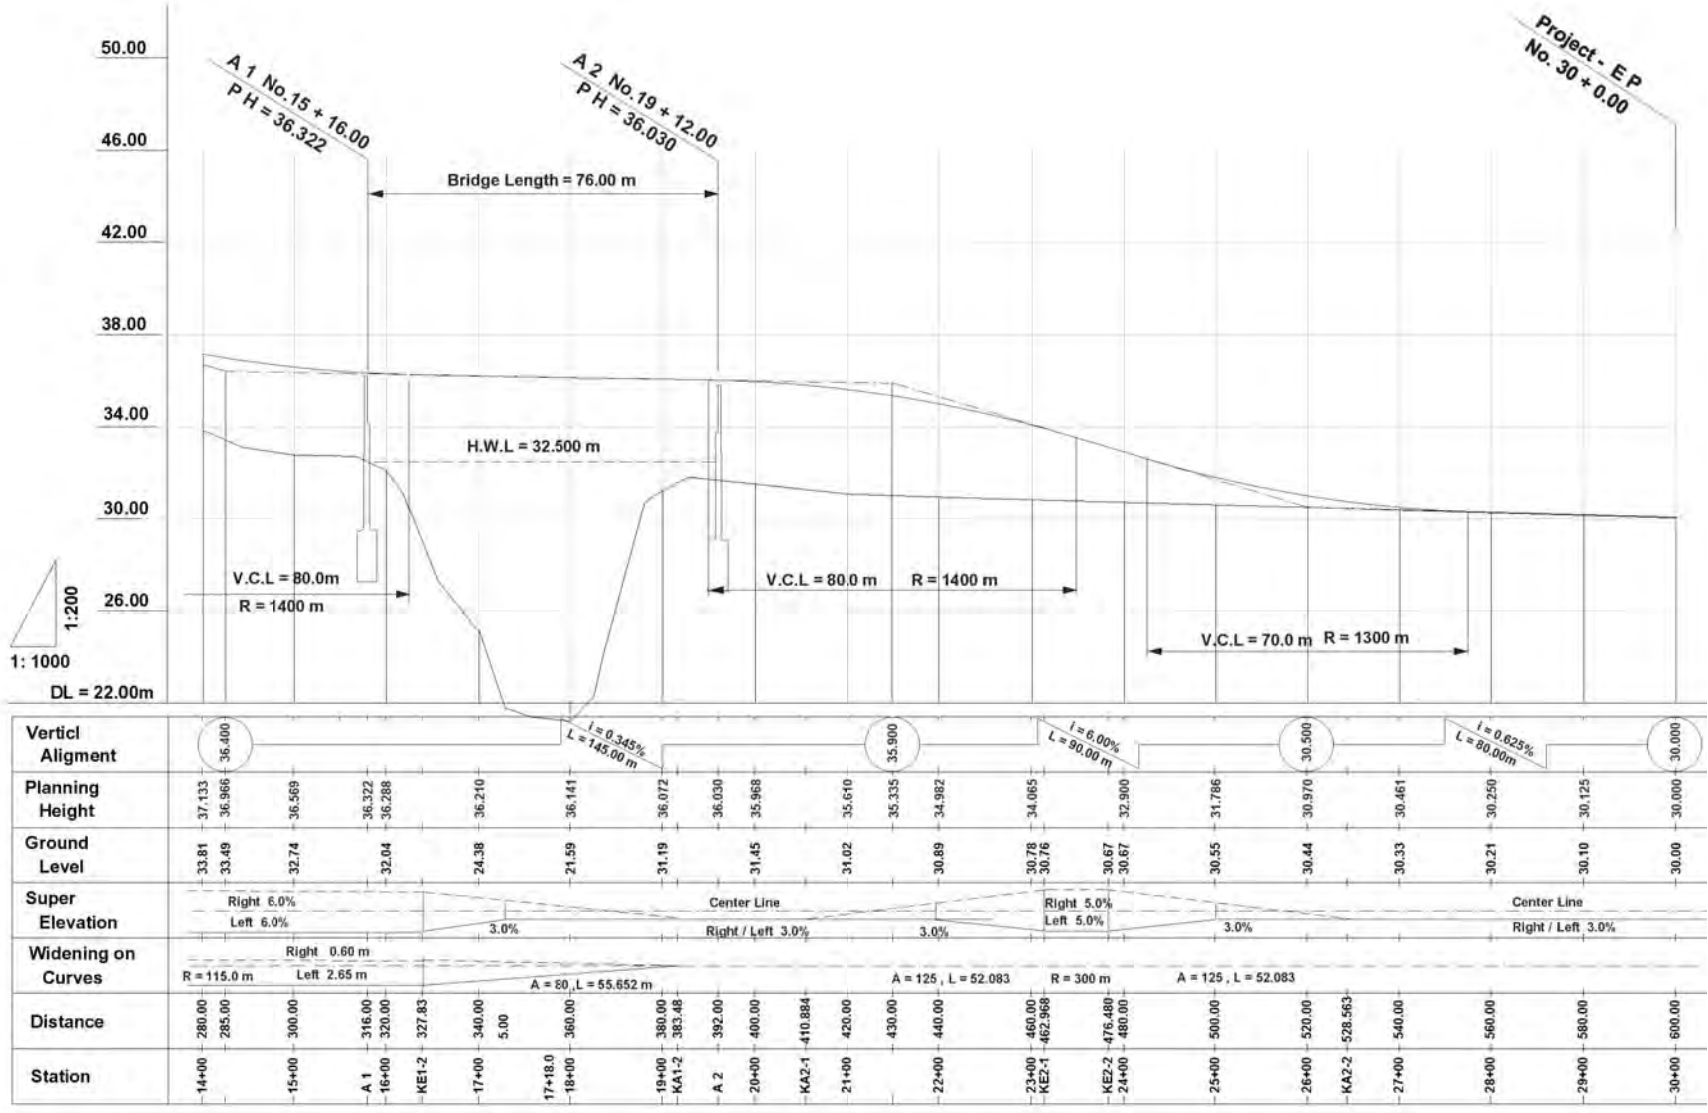 50.00
46.00
42.00
38.00
34.00
30.00
26.00
DL = 22.00m
1:200
1: 1000
A 1 No.15 + 16.00
P H = 36.322
A 2 No.19 + 12.00
P H = 36.030
Project - E P
No. 30 + 0.00
Bridge Length = 76.00 m
H.W.L = 32.500 m
V.C.L = 80.0m
R = 1400 m
V.C.L = 80.0 m R = 1400 m
V.C.L = 70.0 m R = 1300 m
Verticl
Aligment
36.400
i = 0.345%
L = 145.00 m
35.900
i = 6.00%
L = 90.00 m
30.500
i = 0.625%
L = 80.00m
30.000
Planning
Height
37.133 36.966 36.569 36.322 36.288 36.210 36.141 36.072 36.030 35.968 35.610 35.335 34.982 34.065 32.900 31.786 30.970 30.461 30.250 30.125 30.000
Ground
Level
33.81 33.49 32.74 32.04 24.38 21.59 31.19 31.45 31.02 30.89 30.78 30.76 30.67 30.67 30.55 30.44 30.33 30.21 30.10 30.00
Super
Elevation
Right 6.0%
Left 6.0%
3.0%
Center Line
Right / Left 3.0%
3.0%
Right 5.0%
Left 5.0%
3.0%
Center Line
Right / Left 3.0%
Widening on
Curves
R = 115.0 m
Right 0.60 m
Left 2.65 m
A = 80 , L = 55.652 m
A = 125 , L = 52.083
R = 300 m
A = 125 , L = 52.083
Distance
280.00 285.00 300.00 316.00 320.00 327.83 340.00 5.00 360.00 380.00 383.48 392.00 400.00 410.884 420.00 430.00 440.00 460.00 462.968 476.480 480.00 500.00 520.00 528.563 540.00 560.00 580.00 600.00
Station
14+00 15+00 A 1 16+00 KE1-2 17+00 17+18.0 18+00 19+00 KA1-2 A 2 20+00 KA2-1 21+00 22+00 23+00 KE2-1 KE2-2 24+00 25+00 26+00 KA2-2 27+00 28+00 29+00 30+00